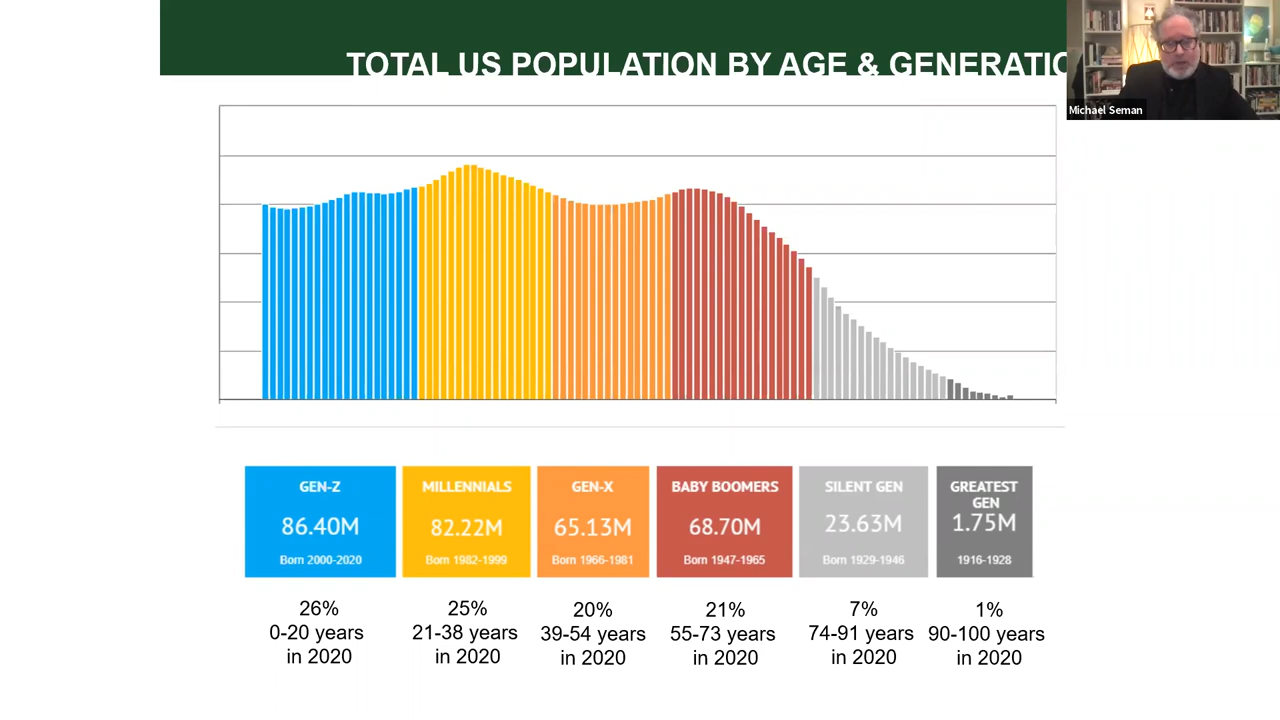 TOTAL US POPULATION BY AGE & GENERATIO
Michael Seman
GEN-Z
86.40M
Born 2000-2020
MILLENNIALS
82.22M
Born 1982-1999
GEN-X
65.13M
Born 1966-1981
BABY BOOMERS
68.70M
Born 1947-1965
SILENT GEN
23.63M
Born 1929-1946
GREATEST
GEN
1.75M
1916-1928
26%
0-20 years
in 2020
25%
21-38 years
in 2020
20%
39-54 years
in 2020
21%
55-73 years
in 2020
7%
74-91 years
in 2020
1%
90-100 years
in 2020